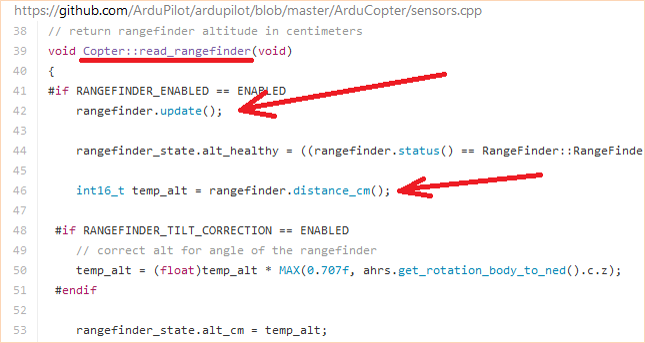 https://github.com/ArduPilot/ardupilot/blob/master/ArduCopter/sensors.cpp
38 // return rangefinder altitude in centimeters
39 void Copter::read_rangefinder(void)
40 {
41 #if RANGEFINDER_ENABLED == ENABLED
42 rangefinder.update();
43
44 rangefinder_state.alt_healthy = ((rangefinder.status() == RangeFinder::RangeFinde
45
46 int16_t temp_alt = rangefinder.distance_cm();
47
48 #if RANGEFINDER_TILT_CORRECTION == ENABLED
49 // correct alt for angle of the rangefinder
50 temp_alt = (float)temp_alt * MAX(0.707f, ahrs.get_rotation_body_to_ned().c.z);
51 #endif
52
53 rangefinder_state.alt_cm = temp_alt;